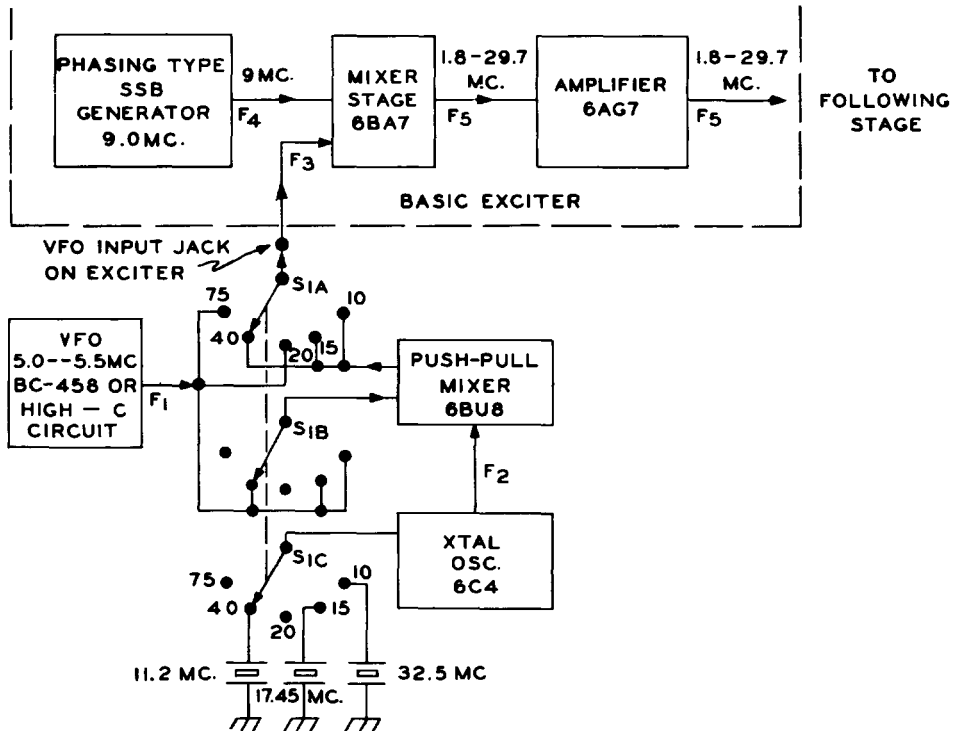 PHASING TYPE
SSB
GENERATOR
9.0MC.
9MC.
F4
MIXER
STAGE
6BA7
1.8-29.7
MC.
F5
AMPLIFIER
6AG7
1.8-29.7
MC.
F5
TO
FOLLOWING
STAGE
F3
BASIC EXCITER
VFO INPUT JACK
ON EXCITER
S1A
75
40
20
15
10
VFO
5.0--5.5MC
BC-458 OR
HIGH - C
CIRCUIT
F1
PUSH-PULL
MIXER
6BU8
S1B
F2
S1C
XTAL
OSC.
6C4
75
40
20
15
10
11.2 MC.
17.45 MC.
32.5 MC